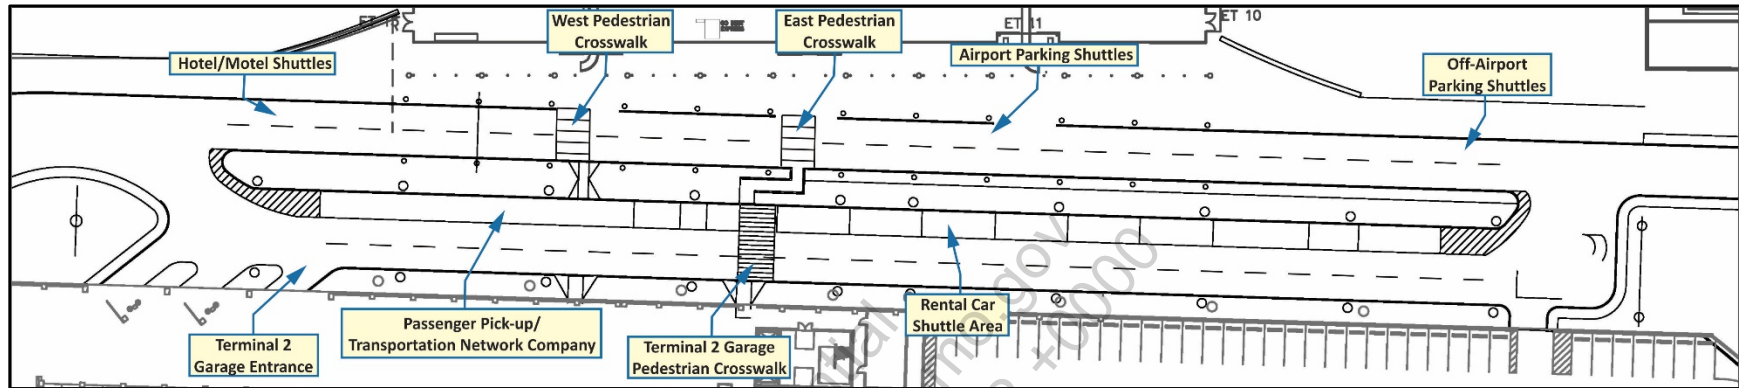 ET 11
ET 10
West Pedestrian
Crosswalk
East Pedestrian
Crosswalk
Hotel/Motel Shuttles
Airport Parking Shuttles
Off-Airport
Parking Shuttles
Terminal 2
Garage Entrance
Passenger Pick-up/
Transportation Network Company
Terminal 2 Garage
Pedestrian Crosswalk
Rental Car
Shuttle Area